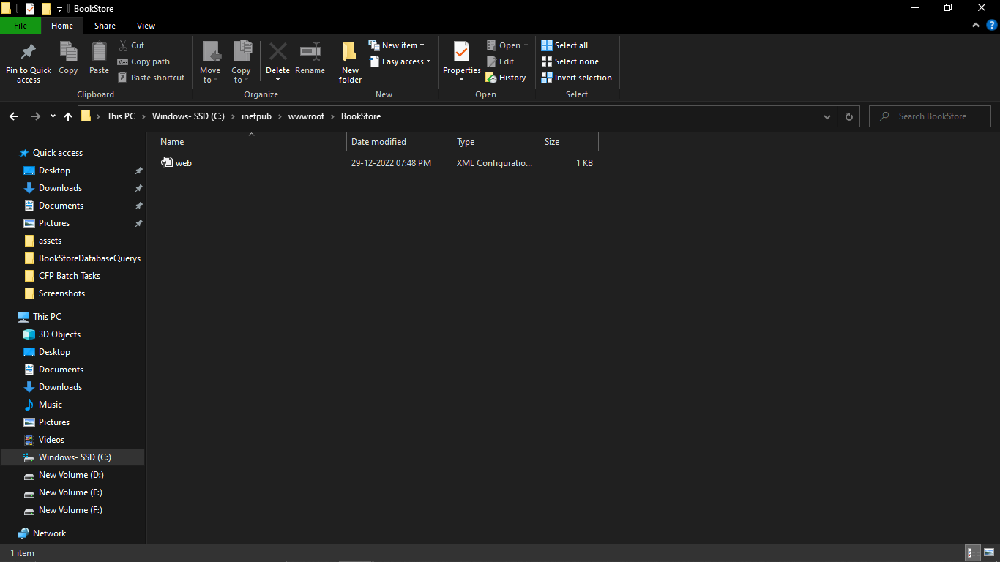 BookStore
File Home Share View
Pin to Quick access
Copy
Paste
Cut
Copy path
Paste shortcut
Clipboard
Move to
Copy to
Delete
Rename
Organize
New folder
New item
Easy access
New
Properties
Open
Edit
History
Open
Select all
Select none
Invert selection
Select
This PC > Windows- SSD (C:) > inetpub > wwwroot > BookStore
Search BookStore
Name Date modified Type Size
web 29-12-2022 07:48 PM XML Configuratio... 1 KB
Quick access
Desktop
Downloads
Documents
Pictures
assets
BookStoreDatabaseQuerys
CFP Batch Tasks
Screenshots
This PC
3D Objects
Desktop
Documents
Downloads
Music
Pictures
Videos
Windows- SSD (C:)
New Volume (D:)
New Volume (E:)
New Volume (F:)
Network
1 item